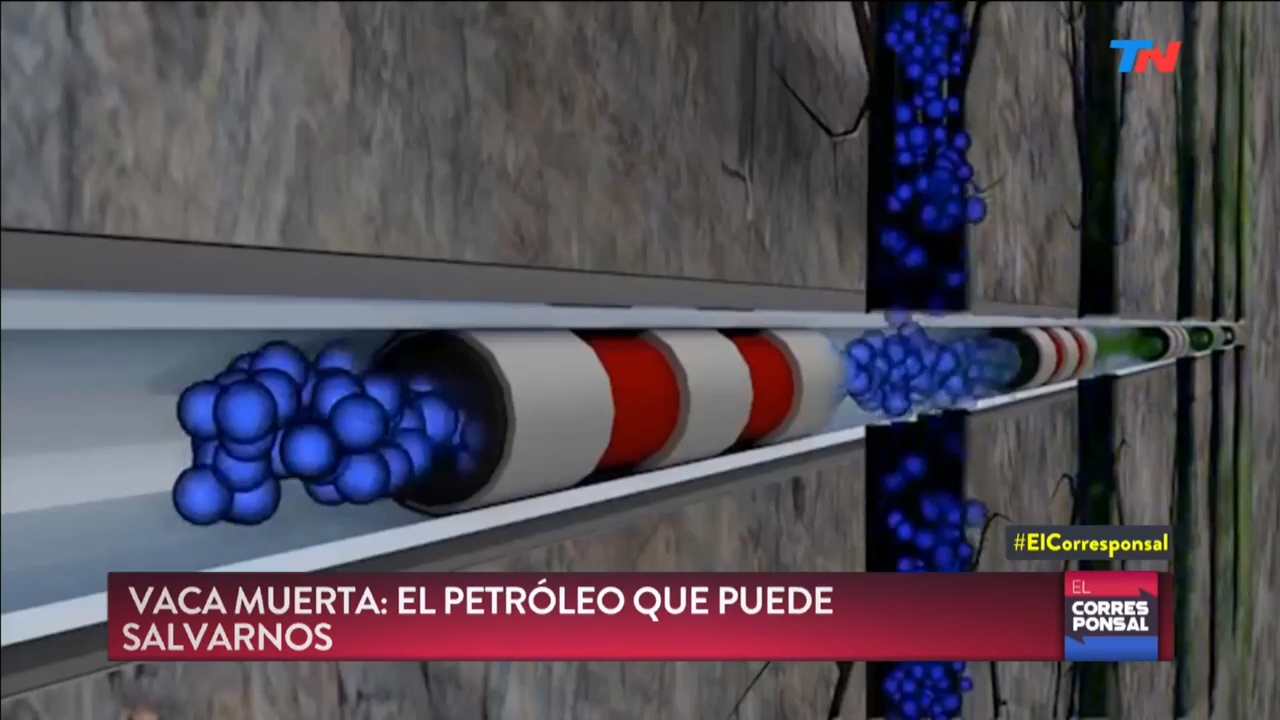 TN
#ElCorresponsal
VACA MUERTA: EL PETRÓLEO QUE PUEDE
SALVARNOS
EL
CORRES
PONSAL